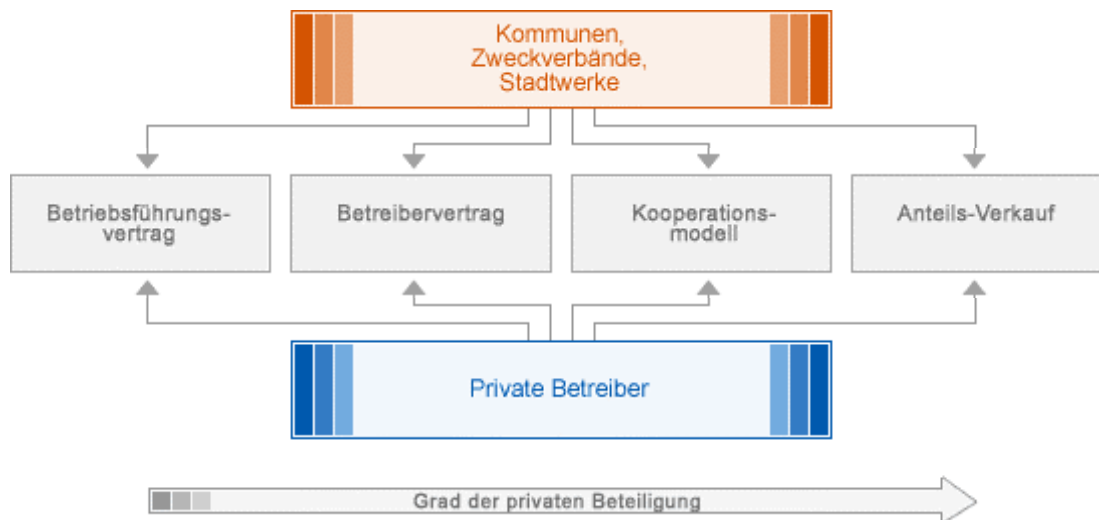 Kommunen,
Zweckverbände,
Stadtwerke
Betriebsführungs-
vertrag
Betreibervertrag
Kooperations-
modell
Anteils-Verkauf
Private Betreiber
Grad der privaten Beteiligung